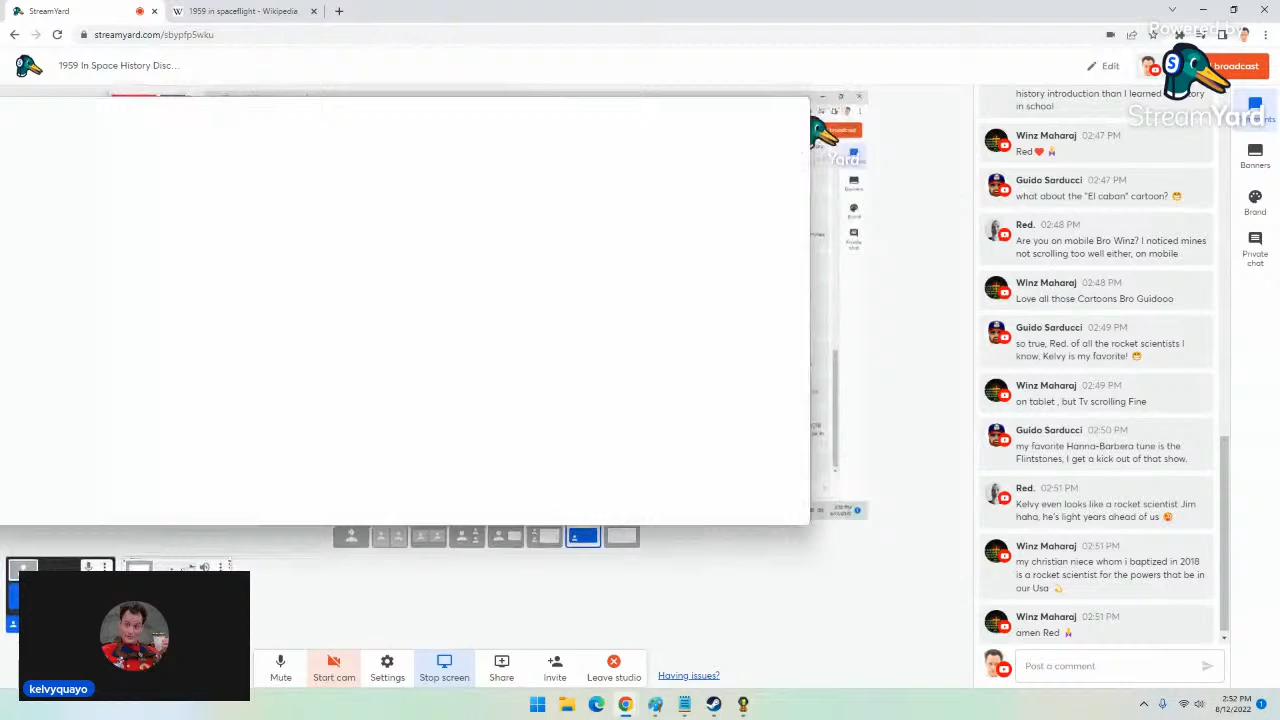 StreamYard
1959 in spaceflight - Wikipedia
streamyard.com/sbypfp5wku
Powered by
1959 In Space History Disc...
Edit
broadcast
StreamYard
history introduction than I learned
in school
Winz Maharaj 02:47 PM
Red
Guido Sarducci 02:47 PM
what about the "El caban" cartoon?
Red. 02:48 PM
Are you on mobile Bro Winz? I noticed mines
not scrolling too well either, on mobile
Winz Maharaj 02:48 PM
Love all those Cartoons Bro Guidooo
Guido Sarducci 02:49 PM
so true, Red. of all the rocket scientists I
know, Kelvy is my favorite!
Winz Maharaj 02:49 PM
on tablet , but Tv scrolling Fine
Guido Sarducci 02:50 PM
my favorite Hanna-Barbera tune is the
Flintstones, I get a kick out of that show.
Red. 02:51 PM
Kelvy even looks like a rocket scientist Jim
haha, he's light years ahead of us
Winz Maharaj 02:51 PM
my christian niece whom i baptized in 2018
is a rocket scientist for the powers that be in
our Usa
Winz Maharaj 02:51 PM
amen Red
Post a comment
Banners
Brand
Private
chat
broadcast
Yard
Banners
Brand
Private
chat
kelvyquayo
Mute
Start cam
Settings
Stop screen
Share
Invite
Leave studio
Having issues?
2:52 PM
8/12/2022